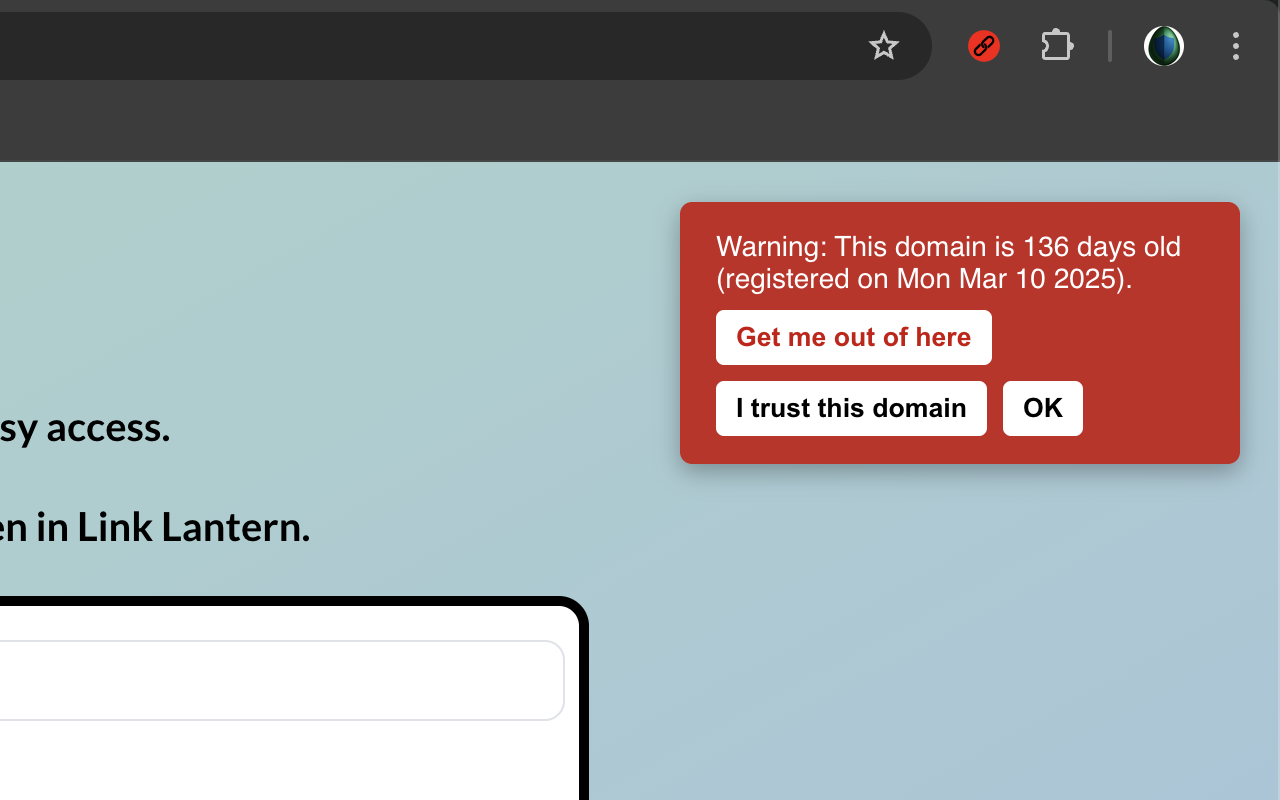 Warning: This domain is 136 days old
(registered on Mon Mar 10 2025).
Get me out of here
I trust this domain OK
sy access.
en in Link Lantern.